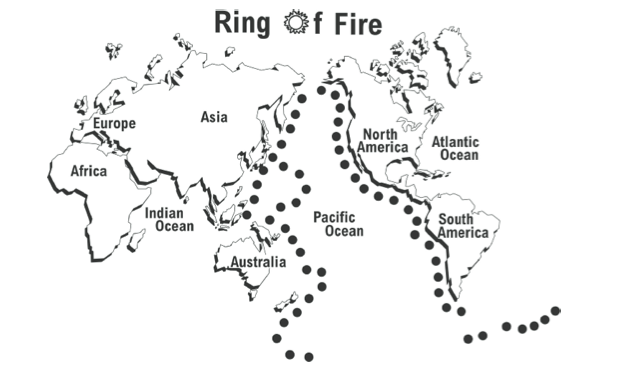 Ring Of Fire
Europe
Asia
Africa
Indian
Ocean
Australia
Pacific
Ocean
North
America
Atlantic
Ocean
South
America